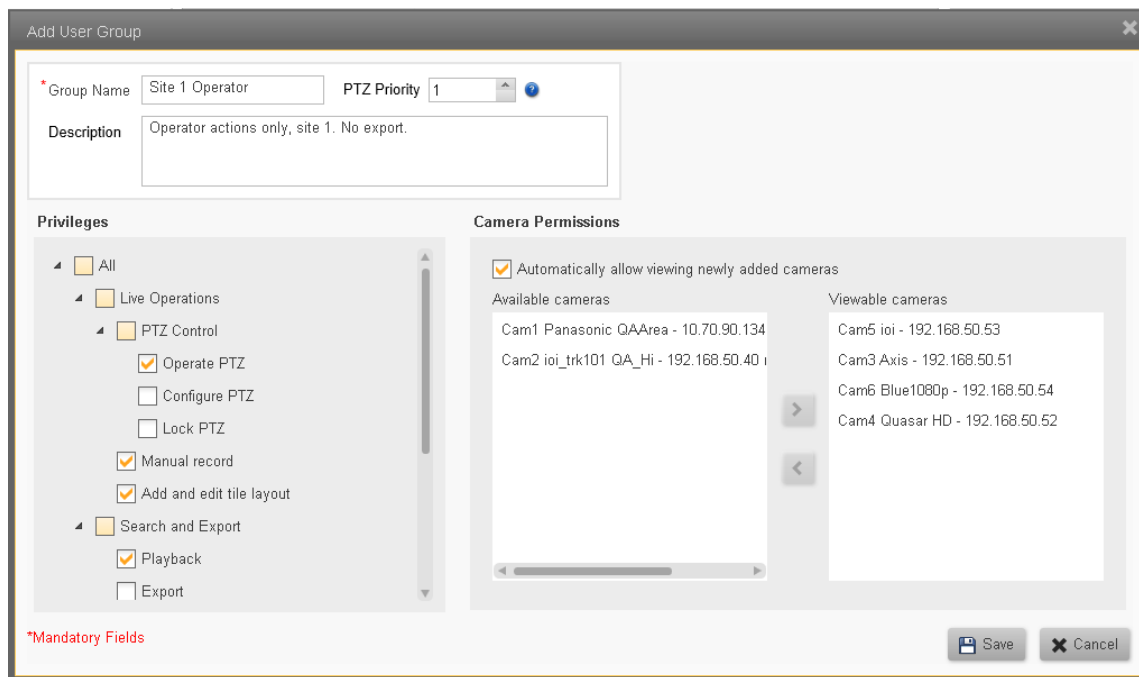 Add User Group
*Group Name Site 1 Operator PTZ Priority 1 ?
Description Operator actions only, site 1. No export.
Privileges
All
Live Operations
PTZ Control
Operate PTZ
Configure PTZ
Lock PTZ
Manual record
Add and edit tile layout
Search and Export
Playback
Export
Camera Permissions
Automatically allow viewing newly added cameras
Available cameras
Cam1 Panasonic QAArea - 10.70.90.134
Cam2 ioi_trk101 QA_Hi - 192.168.50.40
Viewable cameras
Cam5 ioi - 192.168.50.53
Cam3 Axis - 192.168.50.51
Cam6 Blue1080p - 192.168.50.54
Cam4 Quasar HD - 192.168.50.52
*Mandatory Fields
Save Cancel